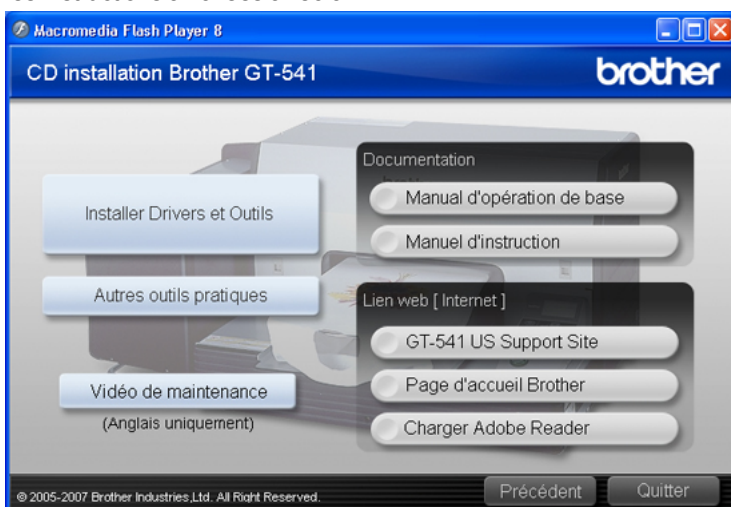 Macromedia Flash Player 8
CD installation Brother GT-541
brother
Installer Drivers et Outils
Autres outils pratiques
Vidéo de maintenance
(Anglais uniquement)
Documentation
Manual d'opération de base
Manuel d'instruction
Lien web [ Internet ]
GT-541 US Support Site
Page d'accueil Brother
Charger Adobe Reader
© 2005-2007 Brother Industries,Ltd. All Right Reserved.
Précédent
Quitter